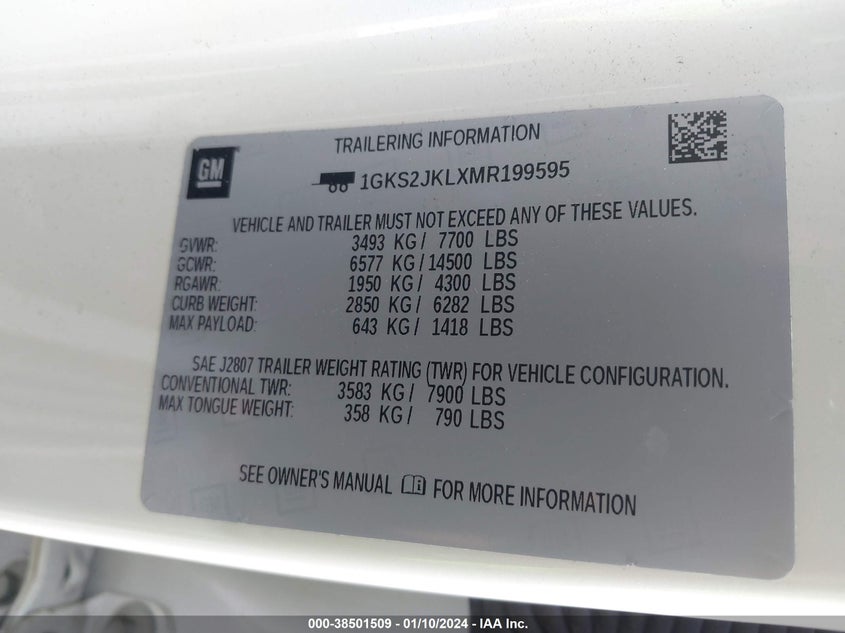 GM
TRAILERING INFORMATION
1GKS2JKLXMR199595
VEHICLE AND TRAILER MUST NOT EXCEED ANY OF THESE VALUES.
GVWR: 3493 KG/ 7700 LBS
GCWR: 6577 KG/14500 LBS
RGAWR: 1950 KG/ 4300 LBS
CURB WEIGHT: 2850 KG/ 6282 LBS
MAX PAYLOAD: 643 KG/ 1418 LBS
SAE J2807 TRAILER WEIGHT RATING (TWR) FOR VEHICLE CONFIGURATION.
CONVENTIONAL TWR: 3583 KG/ 7900 LBS
MAX TONGUE WEIGHT: 358 KG/ 790 LBS
SEE OWNER'S MANUAL FOR MORE INFORMATION
000-38501509 - 01/10/2024 - IAA Inc.